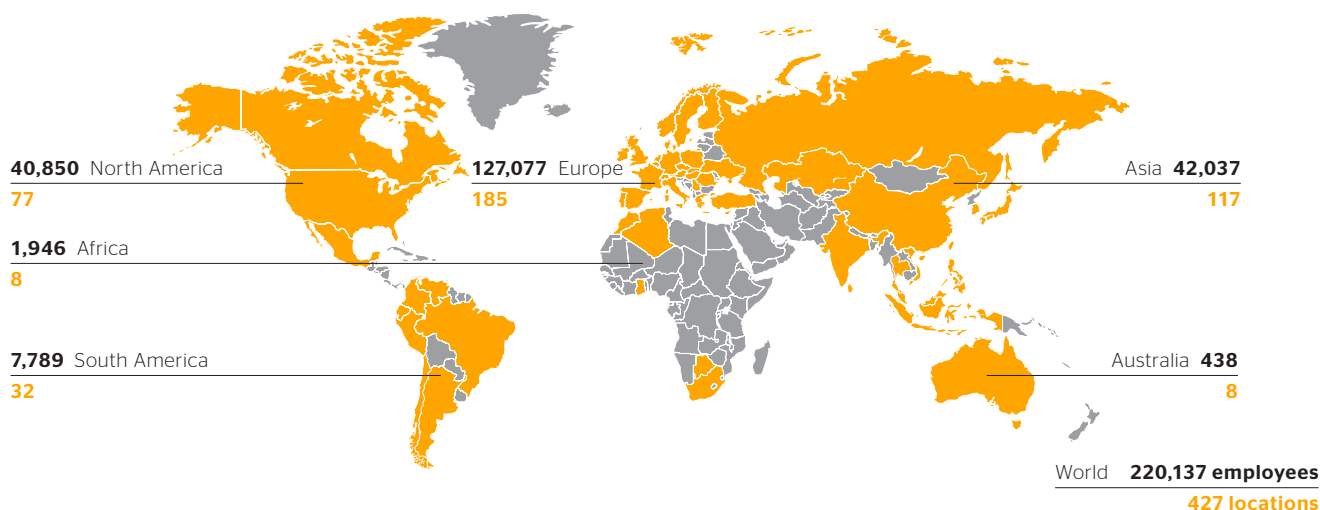 40,850 North America
77
127,077 Europe
185
Asia 42,037
117
1,946 Africa
8
7,789 South America
32
Australia 438
8
World 220,137 employees
427 locations